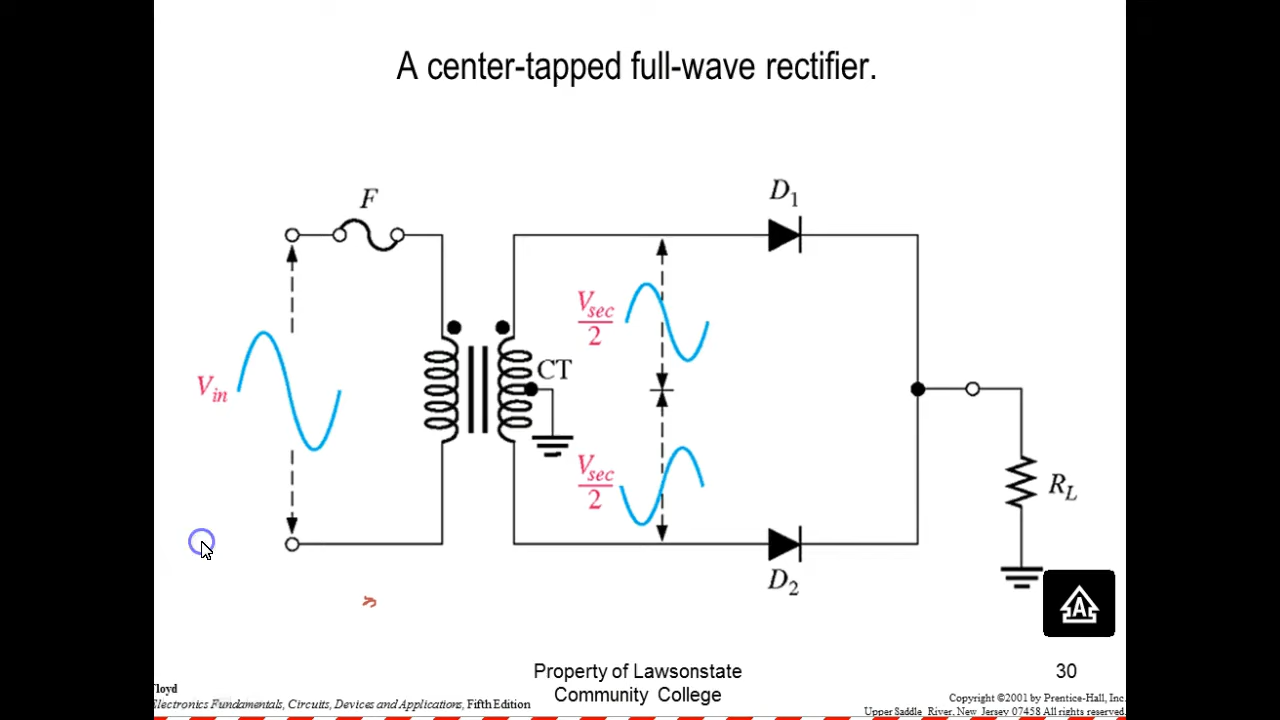 A center-tapped full-wave rectifier.
F
D1
Vsec
2
CT
Vin
Vsec
2
RL
D2
A
Property of Lawsonstate
Community College
30
Floyd
Electronics Fundamentals, Circuits, Devices and Applications, Fifth Edition
Copyright ©2001 by Prentice-Hall, Inc.
Upper Saddle River, New Jersey 07458 All rights reserved.